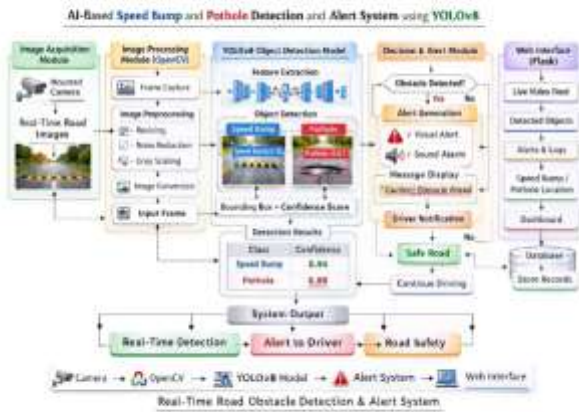 AI-Based Speed Bump and Pothole Detection and Alert System using YOLOv8
Image Acquisition
Module
Mounted
Camera
Real-Time Road
Images
Image Processing
Module (OpenCV)
Frame Capture
Image Preprocessing
Resizing
Noise Reduction
Gray Scaling
Image Conversion
Input Frame
YOLOv8 Object Detection Model
Feature Extraction
Object Detection
Speed Bump
Pothole
Bounding Box + Confidence Score
Detection Results
Class Confidence
Speed Bump 0.94
Pothole
Decision & Alert Module
Obstacle Detected?
Yes
No
Alert Generation
Visual Alert
Sound Alarm
Message Display
Driver Notification
No
Safe Road
Continue Driving
Web Interface
(Flask)
Live Video Feed
Detected Objects
Alerts & Logs
Speed Bump /
Pothole Location
Dashboard
Database
Store Records
System Output
Real-Time Detection
Alert to Driver
Road Safety
Camera
OpenCV
YOLOv8 Model
Alert System
Web Interface
Real-Time Road Obstacle Detection & Alert System